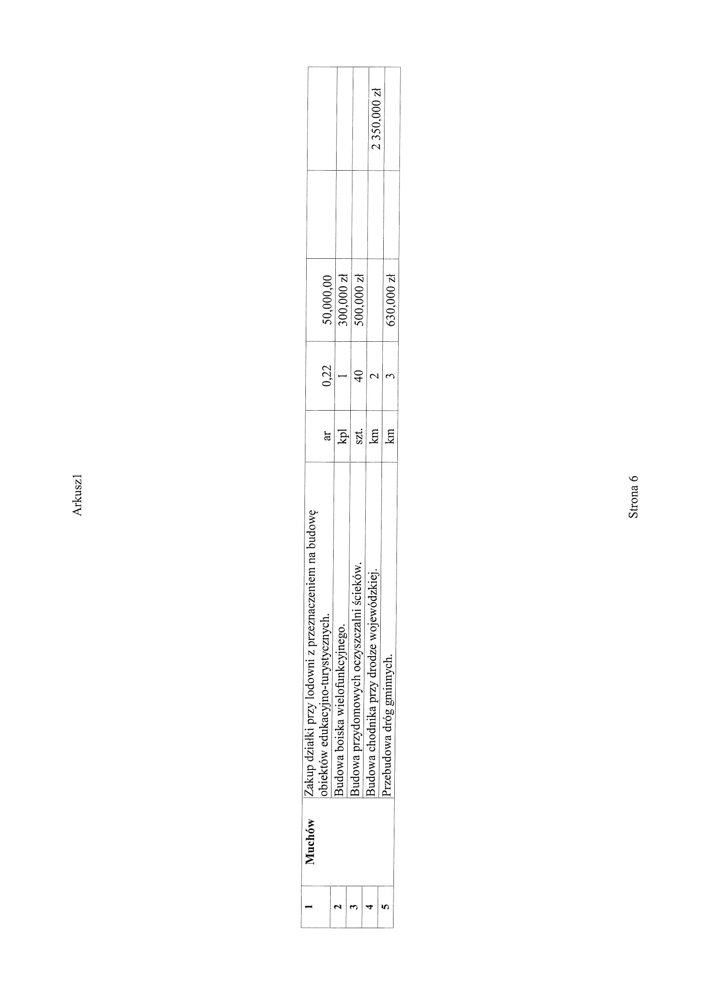 Arkusz1
1 Muchów Zakup działki przy lodowni z przeznaczeniem na budowę
obiektów edukacyjno-turystycznych. ar 0,22 50,000,00
2 Budowa boiska wielofunkcyjnego. kpl 1 300,000 zł
3 Budowa przydomowych oczyszczalni ścieków. szt. 40 500,000 zł
4 Budowa chodnika przy drodze wojewódzkiej. km 2 2 350,000 zł
5 Przebudowa dróg gminnych. km 3 630,000 zł
Strona 6